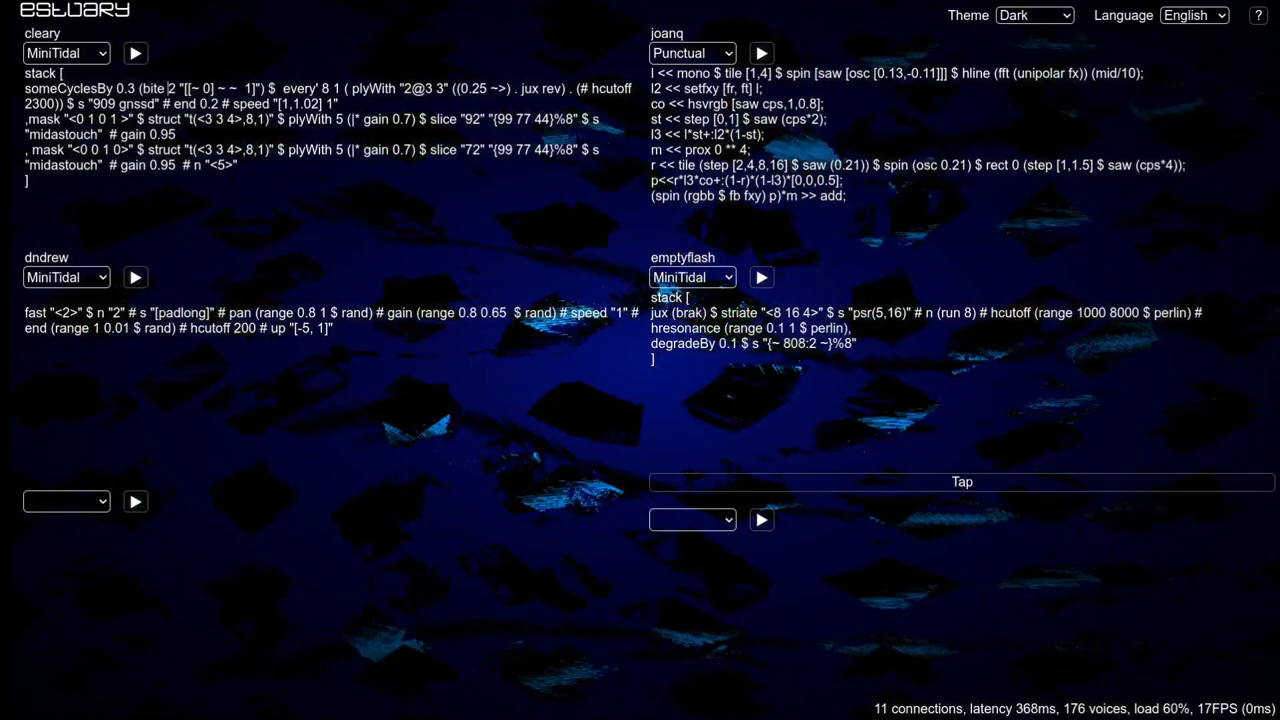 estuary
Theme Dark Language English ?
cleary
MiniTidal
stack [
someCyclesBy 0.3 (bite 2 "[[~ 0] ~ ~  1]") $  every' 8 1 ( plyWith "2@3 3" ((0.25 ~>) . jux rev) . (# hcutoff
2300)) $ s "909 gnssd" # end 0.2 # speed "[1,1.02] 1"
,mask "<0 1 0 1 >" $ struct "t(<3 3 4>,8,1)" $ plyWith 5 (|* gain 0.7) $ slice "92" "{99 77 44}%8" $ s
"midastouch"  # gain 0.95
, mask "<0 0 1 0>" $ struct "t(<3 3 4>,8,1)" $ plyWith 5 (|* gain 0.7) $ slice "72" "{99 77 44}%8" $ s
"midastouch"  # gain 0.95  # n "<5>"
]
joanq
Punctual
l << mono $ tile [1,4] $ spin [saw [osc [0.13,-0.11]]] $ hline (fft (unipolar fx)) (mid/10);
l2 << setfxy [fr, ft] l;
co << hsvrgb [saw cps,1,0.8];
st << step [0,1] $ saw (cps*2);
l3 << l*st+:l2*(1-st);
m << prox 0 ** 4;
r << tile (step [2,4,8,16] $ saw (0.21)) $ spin (osc 0.21) $ rect 0 (step [1,1.5] $ saw (cps*4));
p<<r*l3*co+:(1-r)*(1-l3)*[0,0,0.5];
(spin (rgbb $ fb fxy) p)*m >> add;
dndrew
MiniTidal
fast "<2>" $ n "2" # s "[padlong]" # pan (range 0.8 1 $ rand) # gain (range 0.8 0.65  $ rand) # speed "1" #
end (range 1 0.01 $ rand) # hcutoff 200 # up "[-5, 1]"
emptyflash
MiniTidal
stack [
jux (brak) $ striate "<8 16 4>" $ s "psr(5,16)" # n (run 8) # hcutoff (range 1000 8000 $ perlin) #
hresonance (range 0.1 1 $ perlin),
degradeBy 0.1 $ s "{~ 808:2 ~}%8"
]
Tap
11 connections, latency 368ms, 176 voices, load 60%, 17FPS (0ms)